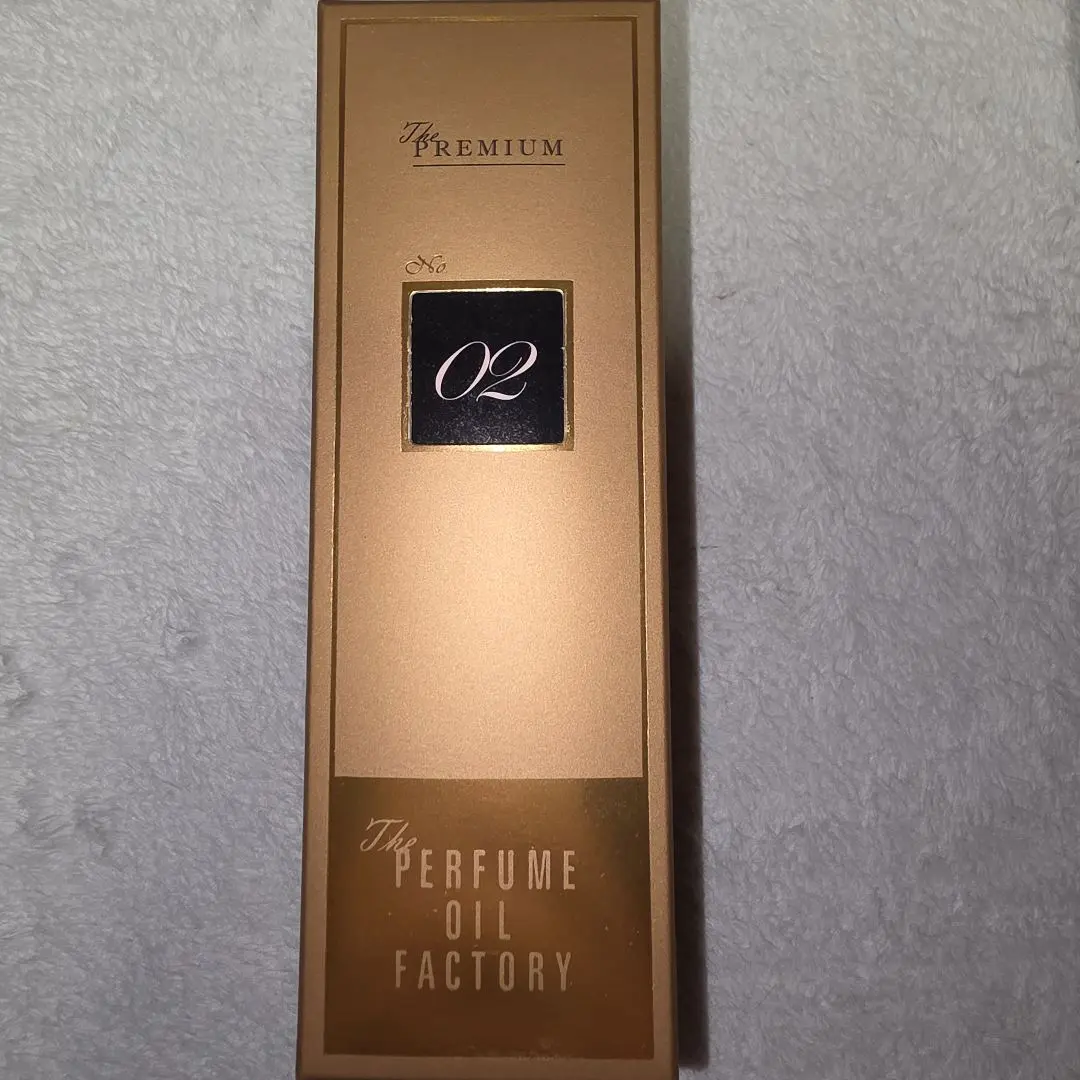 The
PREMIUM
No.
02
The
PERFUME
OIL
FACTORY